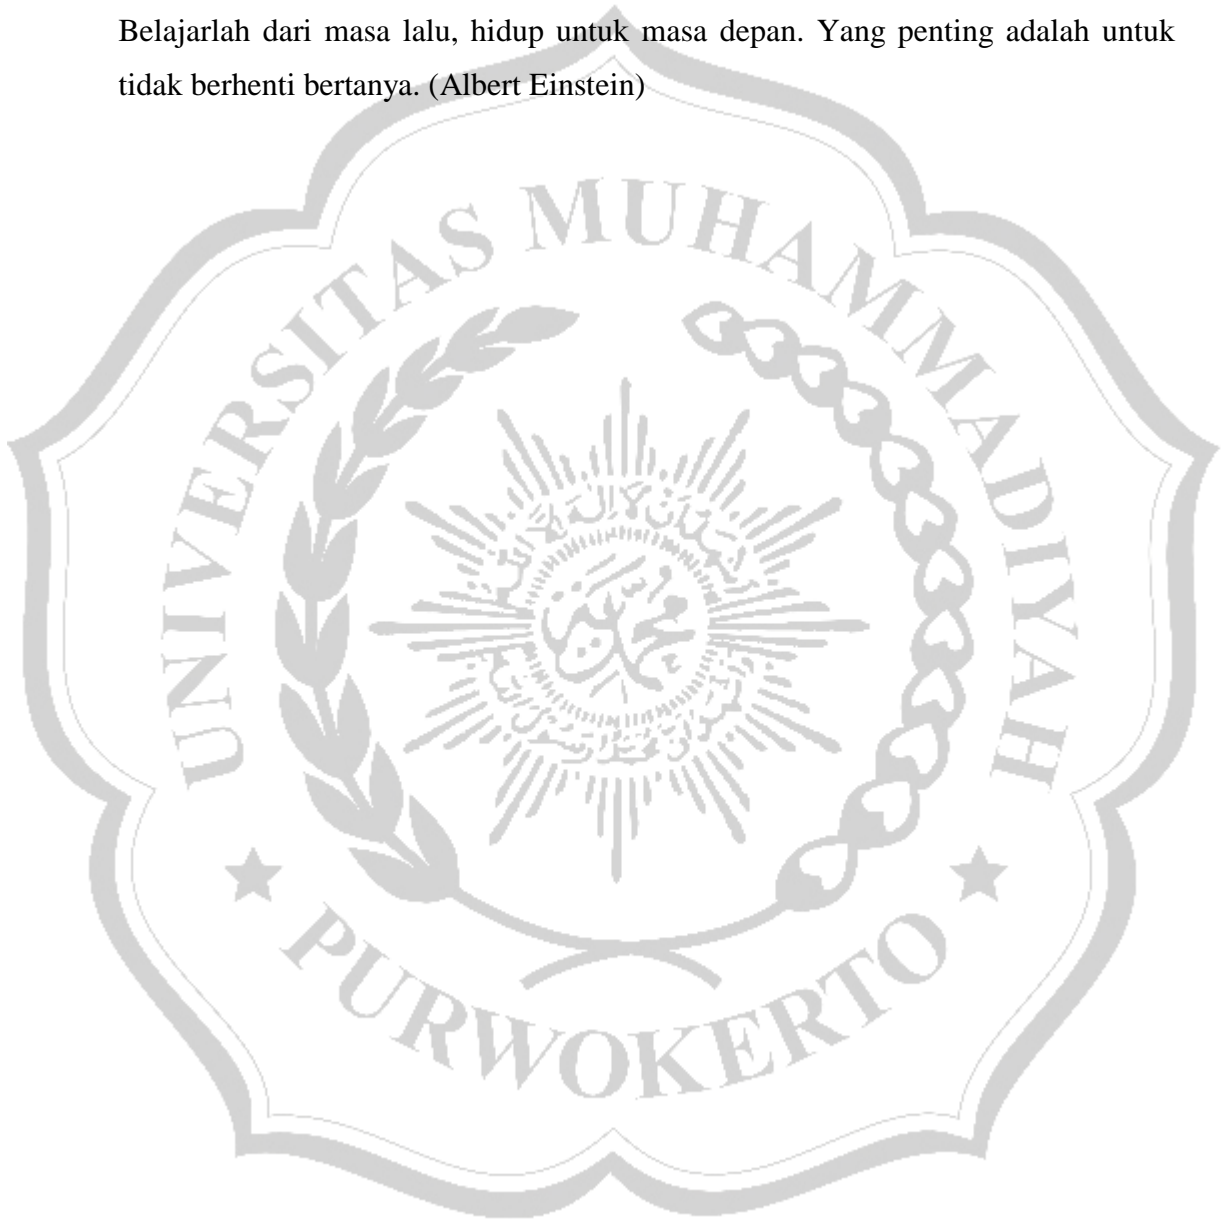 Belajarlah dari masa lalu, hidup untuk masa depan. Yang penting adalah untuk
tidak berhenti bertanya. (Albert Einstein)
UNIVERSITAS MUHAMMADIYAH
PURWOKERTO